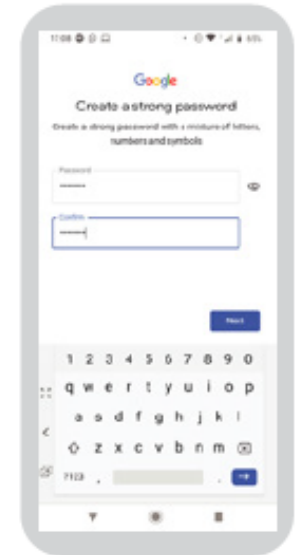 Google
Create a strong password
Create a strong password with a mixture of letters,
numbers and symbols
Password
Confirm
Next
1 2 3 4 5 6 7 8 9 0
q w e r t y u i o p
a s d f g h j k l
z x c v b n m
?123 , .